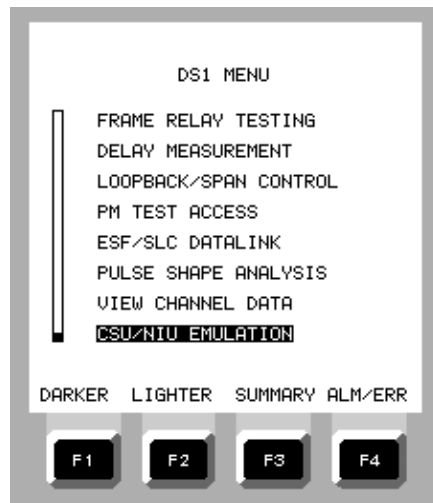 DS1 MENU
FRAME RELAY TESTING
DELAY MEASUREMENT
LOOPBACK/SPAN CONTROL
PM TEST ACCESS
ESF/SLC DATALINK
PULSE SHAPE ANALYSIS
VIEW CHANNEL DATA
CSU/NIU EMULATION
DARKER LIGHTER SUMMARY ALM/ERR
F1 F2 F3 F4